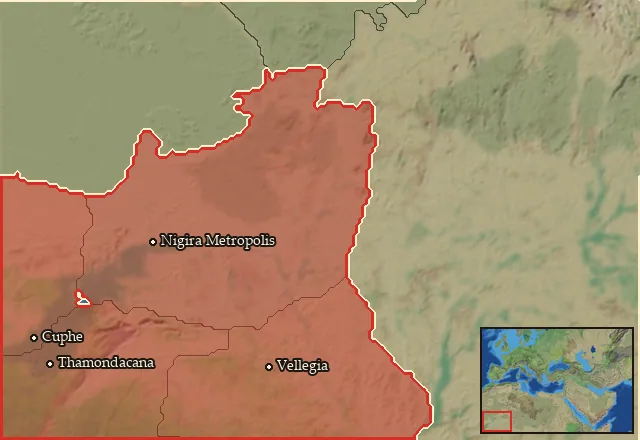 Nigira Metropolis
Cuphe
Thamondacana
Vellegia